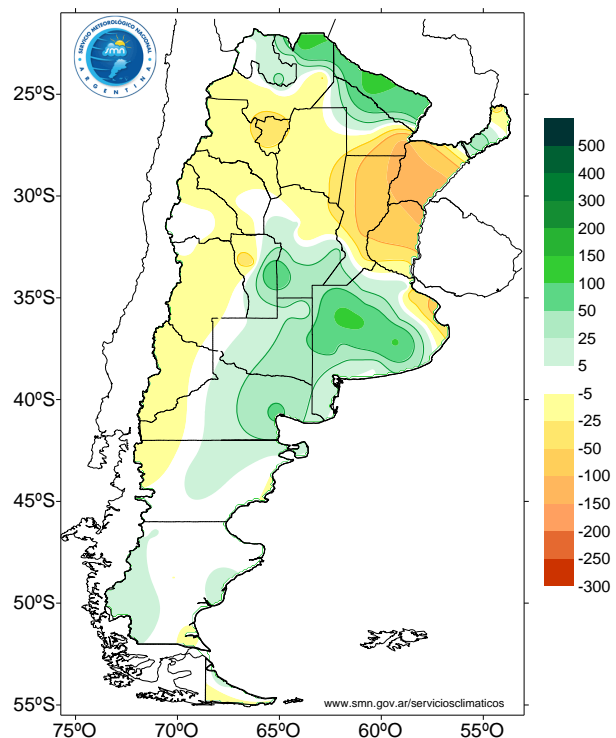 SERVICIO METEOROLÓGICO NACIONAL
smn
ARGENTINA
25ºS
30ºS
35ºS
40ºS
45ºS
50ºS
55ºS
75ºO
70ºO
65ºO
60ºO
55ºO
500
400
300
200
150
100
50
25
5
-5
-25
-50
-100
-150
-200
-250
-300
www.smn.gov.ar/serviciosclimaticos